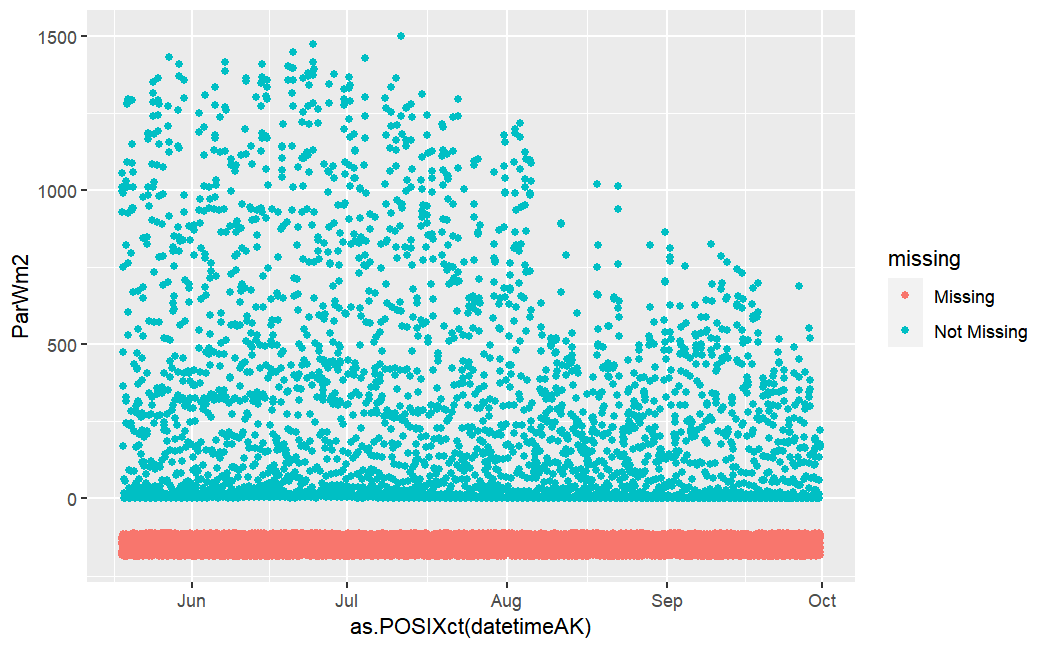 1500
1000
500
0
ParWm2
Jun Jul Aug Sep Oct
as.POSIXct(datetimeAK)
missing
Missing
Not Missing